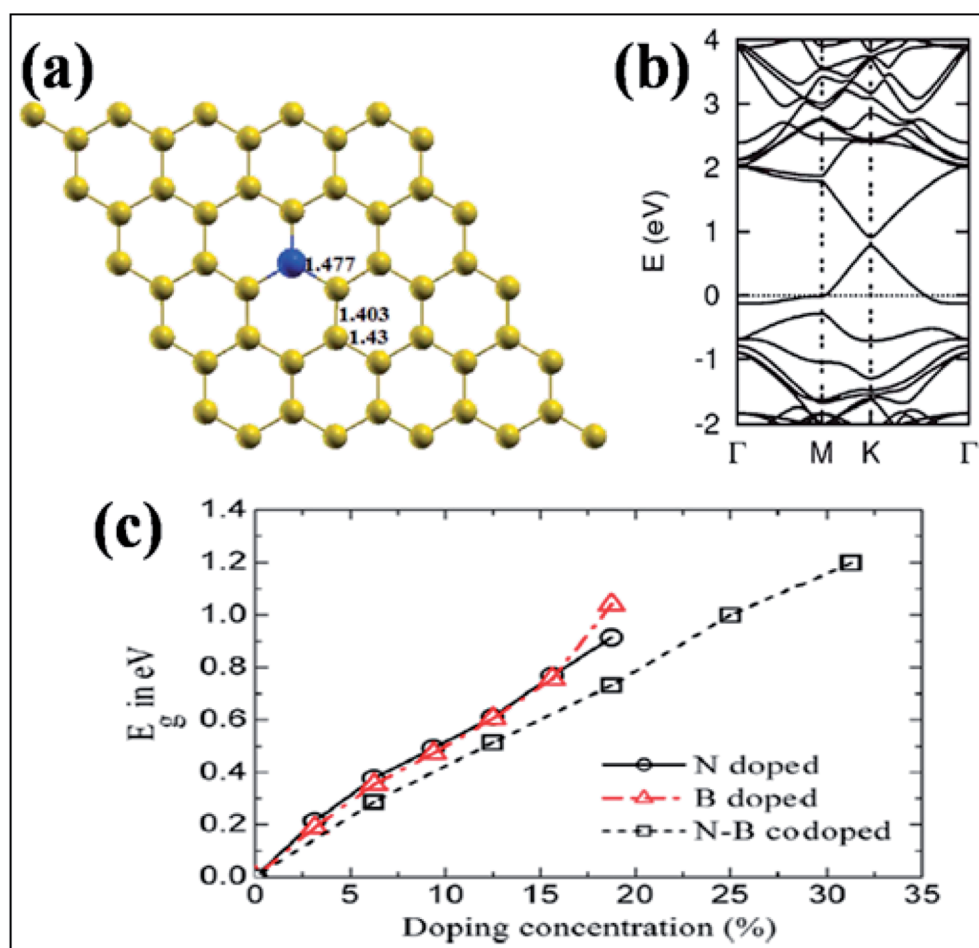 (a)
1.477
1.403
1.43
(b)
4
3
2
1
0
-1
-2
E (eV)
Γ M K Γ
(c)
1.4
1.2
1.0
0.8
0.6
0.4
0.2
0.0
E g in eV
0 5 10 15 20 25 30 35
Doping concentration (%)
N doped
B doped
N-B codoped